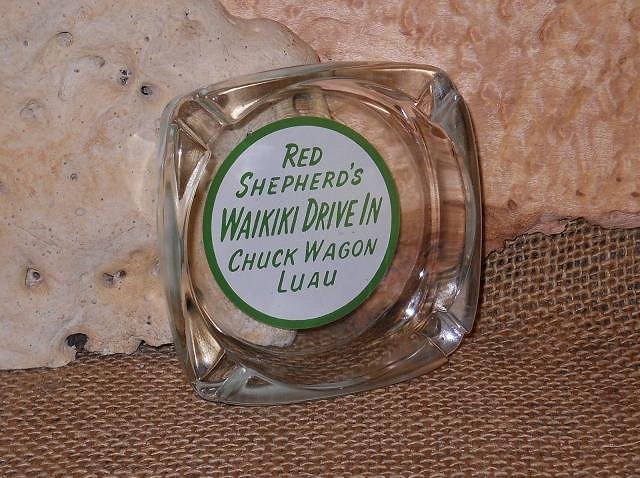 RED
SHEPHERD'S
WAIKIKI DRIVE IN
CHUCK WAGON
LUAU